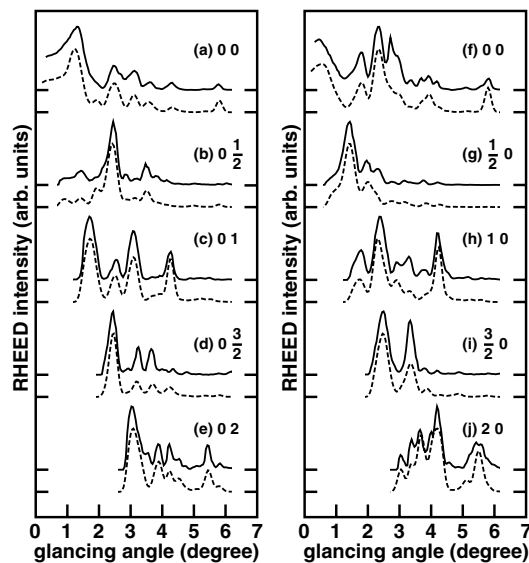 RHEED intensity (arb. units)
(a) 0 0
(b) 0 1/2
(c) 0 1
(d) 0 3/2
(e) 0 2
0 1 2 3 4 5 6 7
glancing angle (degree)
RHEED intensity (arb. units)
(f) 0 0
(g) 1/2 0
(h) 1 0
(i) 3/2 0
(j) 2 0
0 1 2 3 4 5 6 7
glancing angle (degree)